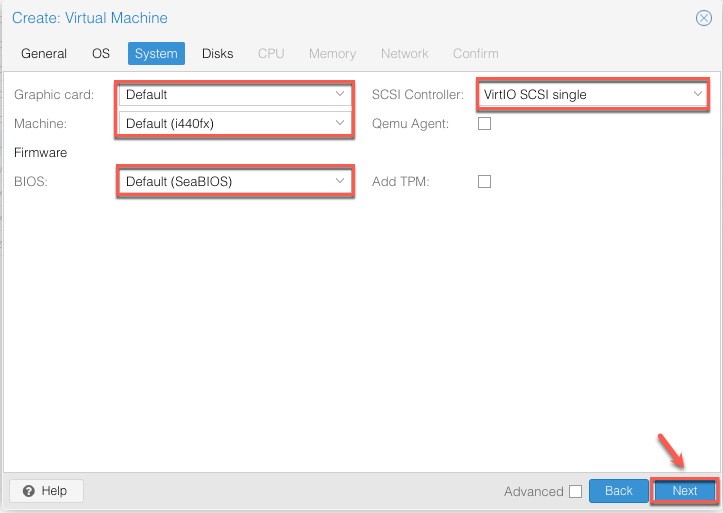 Create: Virtual Machine
General OS System Disks CPU Memory Network Confirm
Graphic card: Default SCSI Controller: VirtIO SCSI single
Machine: Default (i440fx) Qemu Agent:
Firmware
BIOS: Default (SeaBIOS) Add TPM:
? Help Advanced Back Next